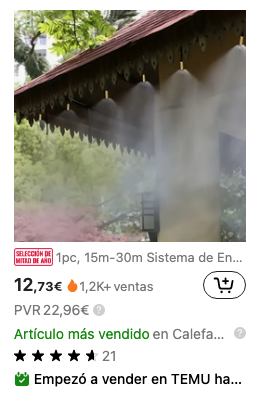 SELECCIÓN DE
MITAD DE AÑO
1pc, 15m-30m Sistema de En...
12,73€ 1,2K+ ventas
PVR 22,96€ ?
Artículo más vendido en Calefa... ?
21
Empezó a vender en TEMU ha...